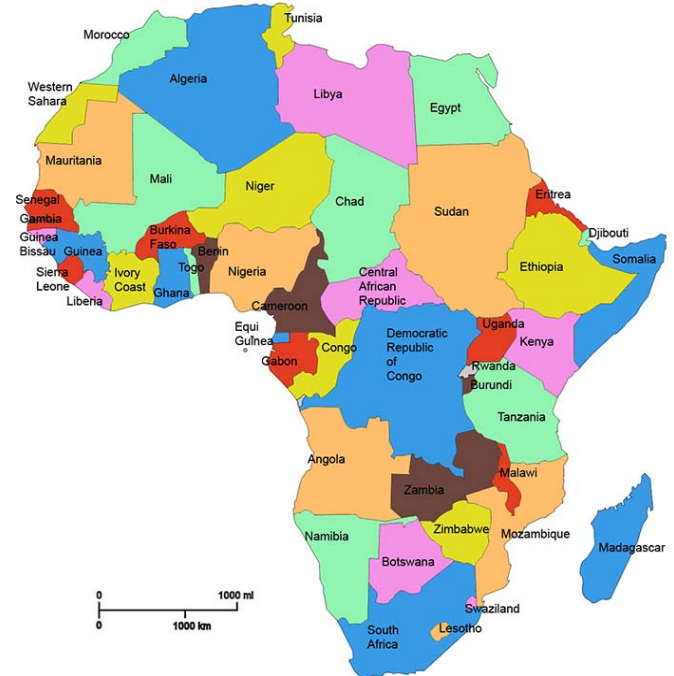 Tunisia
Morocco
Algeria
Western
Sahara
Libya
Egypt
Mauritania
Mali
Niger
Chad
Sudan
Eritrea
Senegal
Gambia
Guinea
Bissau
Guinea
Burkina
Faso
Benin
Togo
Nigeria
Djibouti
Somalia
Ethiopia
Sierra
Leone
Liberia
Ivory
Coast
Ghana
Cameroon
Central
African
Republic
Equi
Guinea
Gabon
Congo
Democratic
Republic
of
Congo
Uganda
Kenya
Rwanda
Burundi
Tanzania
Angola
Zambia
Malawi
Mozambique
Zimbabwe
Namibia
Botswana
Madagascar
0 1000 mi
0 1000 km
Swaziland
South
Africa
Lesotho